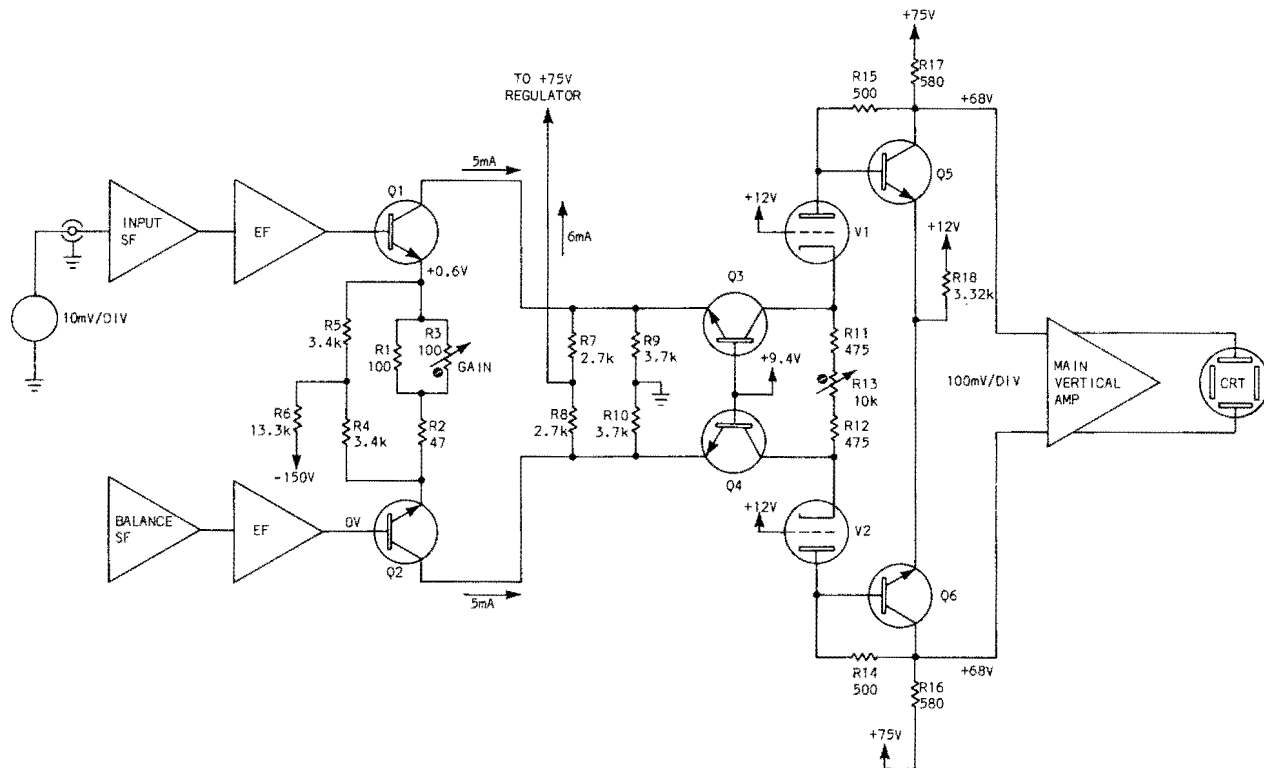 +75V
R17
580
R15
500
+68V
TO +75V
REGULATOR
5mA
Q1
Q5
+12V
V1
+12V
6mA
INPUT
SF
EF
+0.6V
Q3
R18
3.32k
10mV/DIV
R5
3.4k
R3
100
R1
100
GAIN
R7
2.7k
R9
3.7k
+9.4V
R11
475
R13
10k
100mV/DIV
MAIN
VERTICAL
AMP
CRT
R6
13.3k
R4
3.4k
R2
47
R8
2.7k
R10
3.7k
R12
475
-150V
Q4
+12V
V2
BALANCE
SF
EF
0V
Q2
5mA
Q6
R14
500
+68V
R16
580
+75V